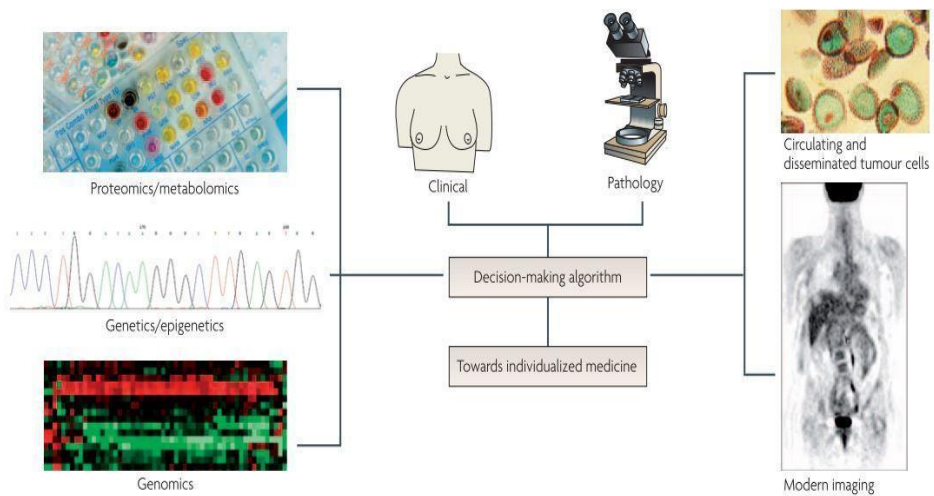 Proteomics/metabolomics
Clinical
Pathology
Circulating and
disseminated tumour cells
Genetics/epigenetics
Decision-making algorithm
Towards individualized medicine
Genomics
Modern imaging